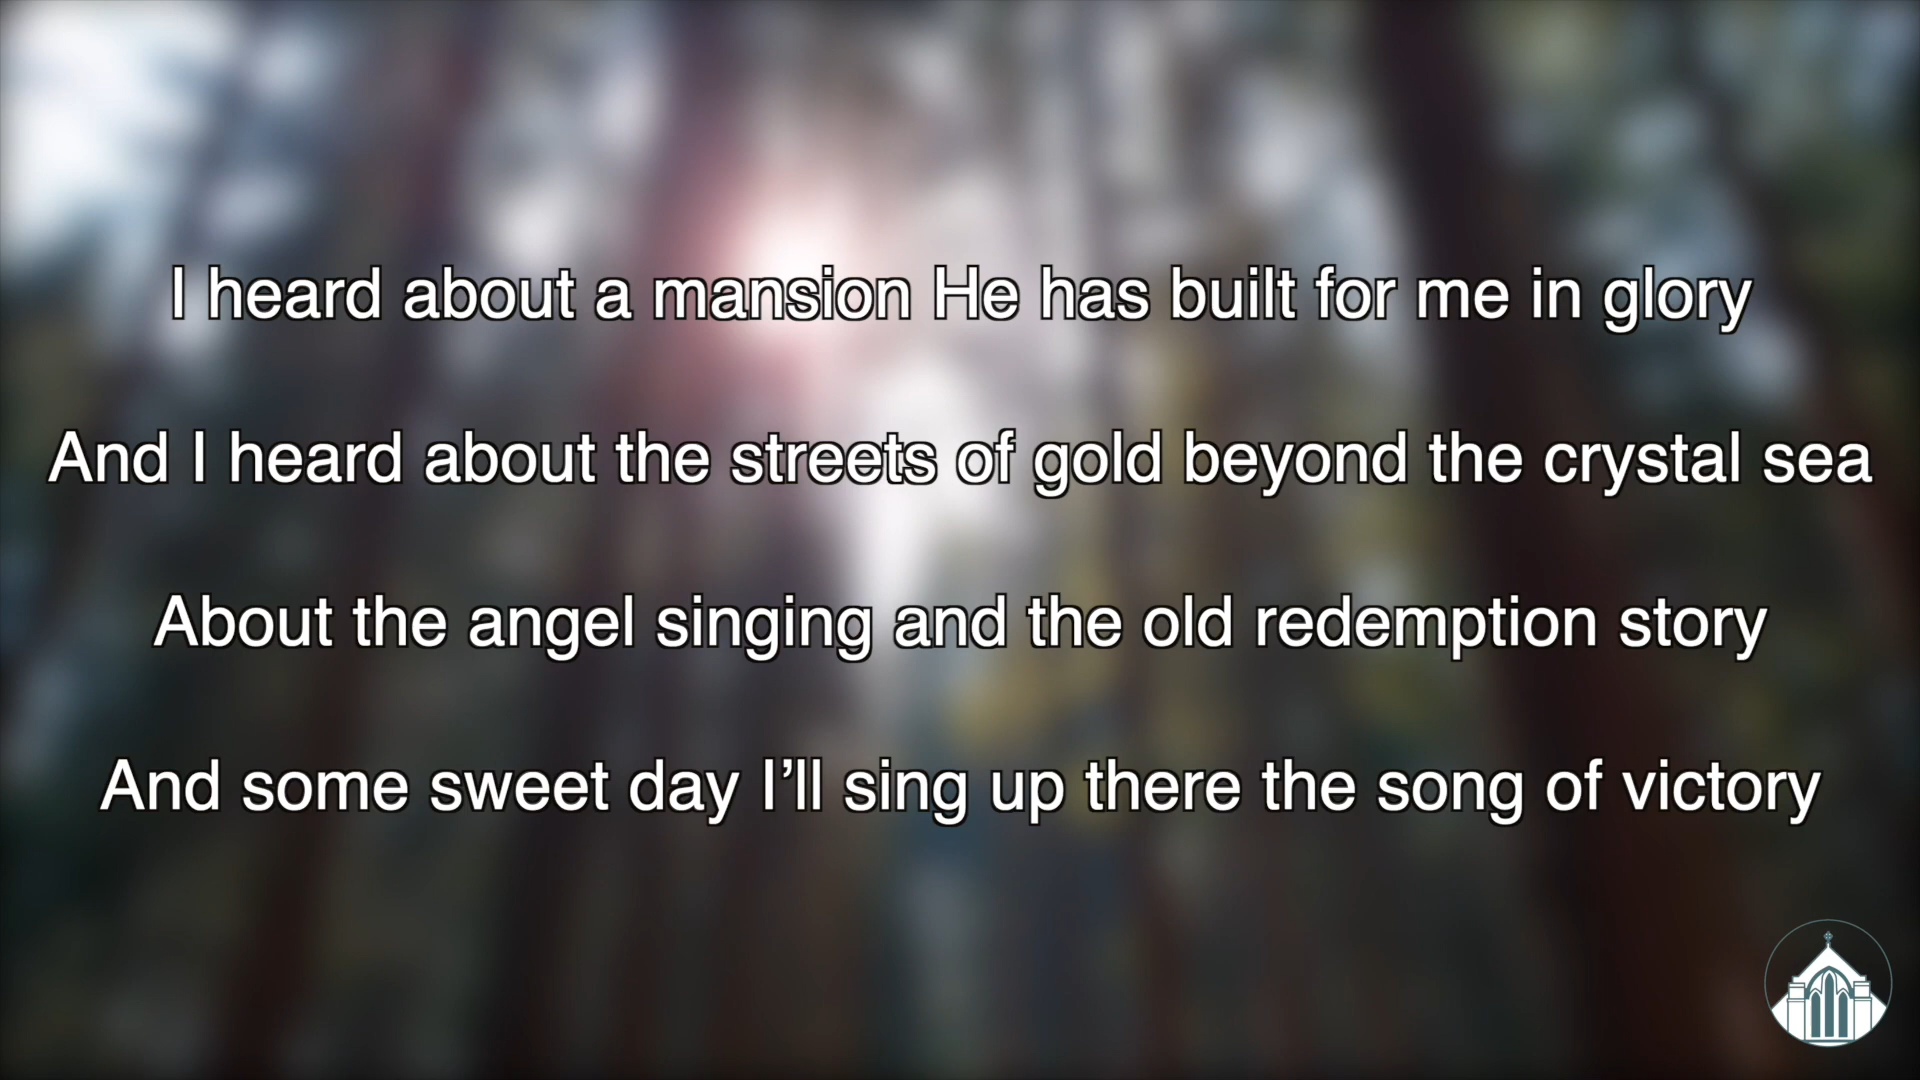 I heard about a mansion He has built for me in glory
And I heard about the streets of gold beyond the crystal sea
About the angel singing and the old redemption story
And some sweet day I’ll sing up there the song of victory